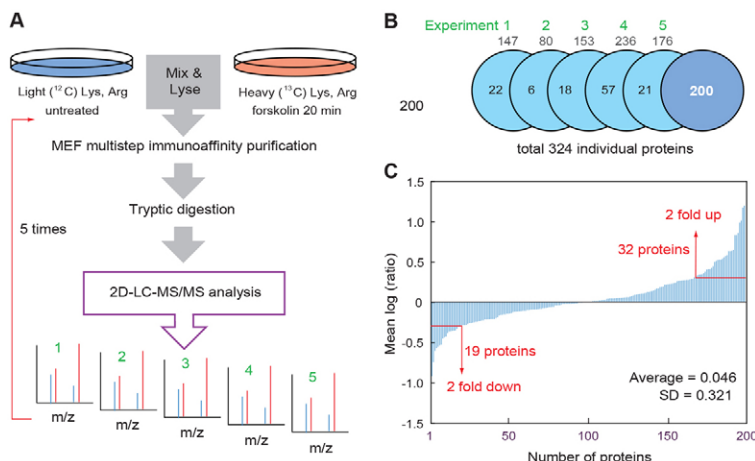 A
Light (¹²C) Lys, Arg
untreated
Mix &
Lyse
Heavy (¹³C) Lys, Arg
forskolin 20 min
MEF multistep immunoaffinity purification
Tryptic digestion
5 times
2D-LC-MS/MS analysis
1
2
3
4
5
m/z
m/z
m/z
m/z
m/z
B
Experiment 1 2 3 4 5
147 80 153 236 176
22 6 18 57 21 200
200
total 324 individual proteins
C
Mean log (ratio)
1.5
1.0
0.5
0
-0.5
-1.0
-1.5
2 fold up
32 proteins
19 proteins
2 fold down
Average = 0.046
SD = 0.321
1 50 100 150 200
Number of proteins